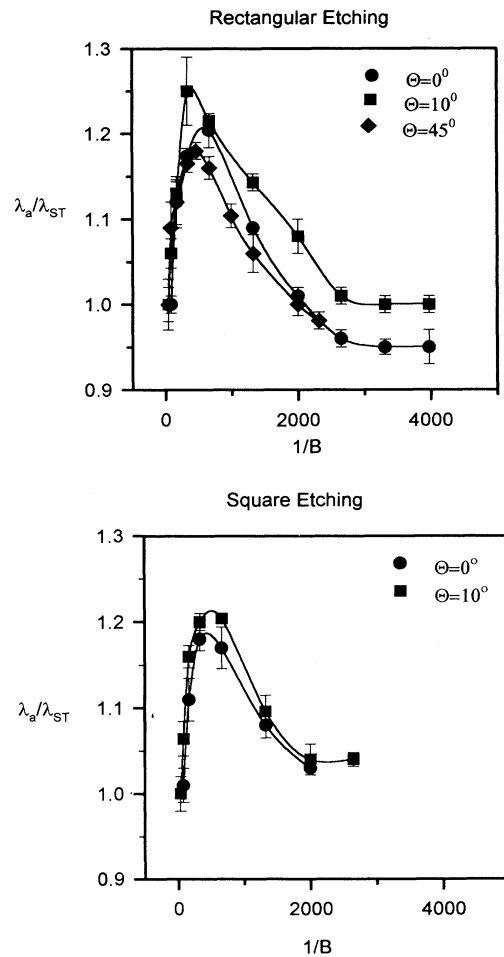 Rectangular Etching
1.3
Θ=0⁰
Θ=10⁰
1.2
Θ=45⁰
λa/λST
1.1
1.0
0.9
0 2000 4000
1/B
Square Etching
1.3
Θ=0°
Θ=10°
1.2
λa/λST
1.1
1.0
0.9
0 2000 4000
1/B